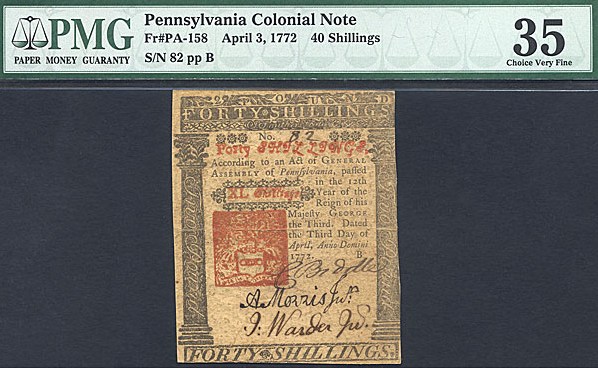 PMG
PAPER MONEY GUARANTY
Pennsylvania Colonial Note
Fr#PA-158 April 3, 1772 40 Shillings
S/N 82 pp B
35
Choice Very Fine
FORTY SHILLINGS
No. 82
Forty SHILLINGS.
According to an Act of GENERAL
ASSEMBLY of Pennsylvania, passed
in the 12th
XL Shillings
Year of the
Reign of his
Majesty GEORGE
the Third. Dated
the Third Day of
April, Anno Domini
1772. B
A. Morris Junr.
J. Warder Jur.
FORTY SHILLINGS.